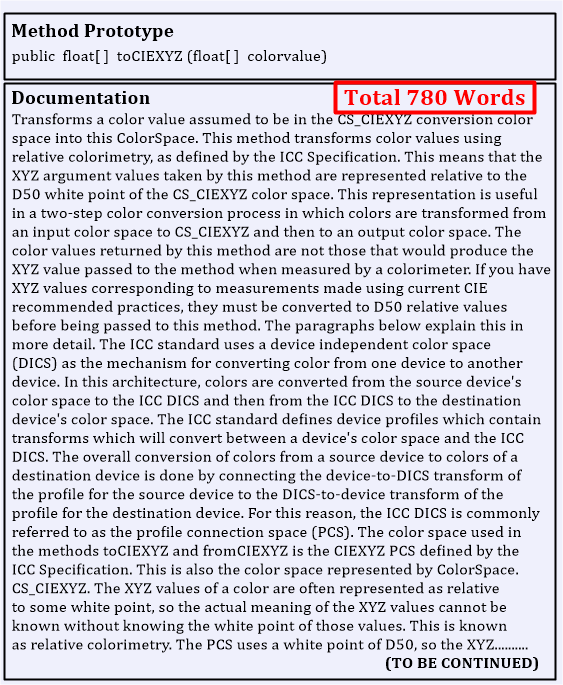 Method Prototype
public float[ ] toCIEXYZ (float[ ] colorvalue)
Total 780 Words
Documentation
Transforms a color value assumed to be in the CS_CIEXYZ conversion color
space into this ColorSpace. This method transforms color values using
relative colorimetry, as defined by the ICC Specification. This means that the
XYZ argument values taken by this method are represented relative to the
D50 white point of the CS_CIEXYZ color space. This representation is useful
in a two-step color conversion process in which colors are transformed from
an input color space to CS_CIEXYZ and then to an output color space. The
color values returned by this method are not those that would produce the
XYZ value passed to the method when measured by a colorimeter. If you have
XYZ values corresponding to measurements made using current CIE
recommended practices, they must be converted to D50 relative values
before being passed to this method. The paragraphs below explain this in
more detail. The ICC standard uses a device independent color space
(DICS) as the mechanism for converting color from one device to another
device. In this architecture, colors are converted from the source device's
color space to the ICC DICS and then from the ICC DICS to the destination
device's color space. The ICC standard defines device profiles which contain
transforms which will convert between a device's color space and the ICC
DICS. The overall conversion of colors from a source device to colors of a
destination device is done by connecting the device-to-DICS transform of
the profile for the source device to the DICS-to-device transform of the
profile for the destination device. For this reason, the ICC DICS is commonly
referred to as the profile connection space (PCS). The color space used in
the methods toCIEXYZ and fromCIEXYZ is the CIEXYZ PCS defined by the
ICC Specification. This is also the color space represented by ColorSpace.
CS_CIEXYZ. The XYZ values of a color are often represented as relative
to some white point, so the actual meaning of the XYZ values cannot be
known without knowing the white point of those values. This is known
as relative colorimetry. The PCS uses a white point of D50, so the XYZ..........
(TO BE CONTINUED)